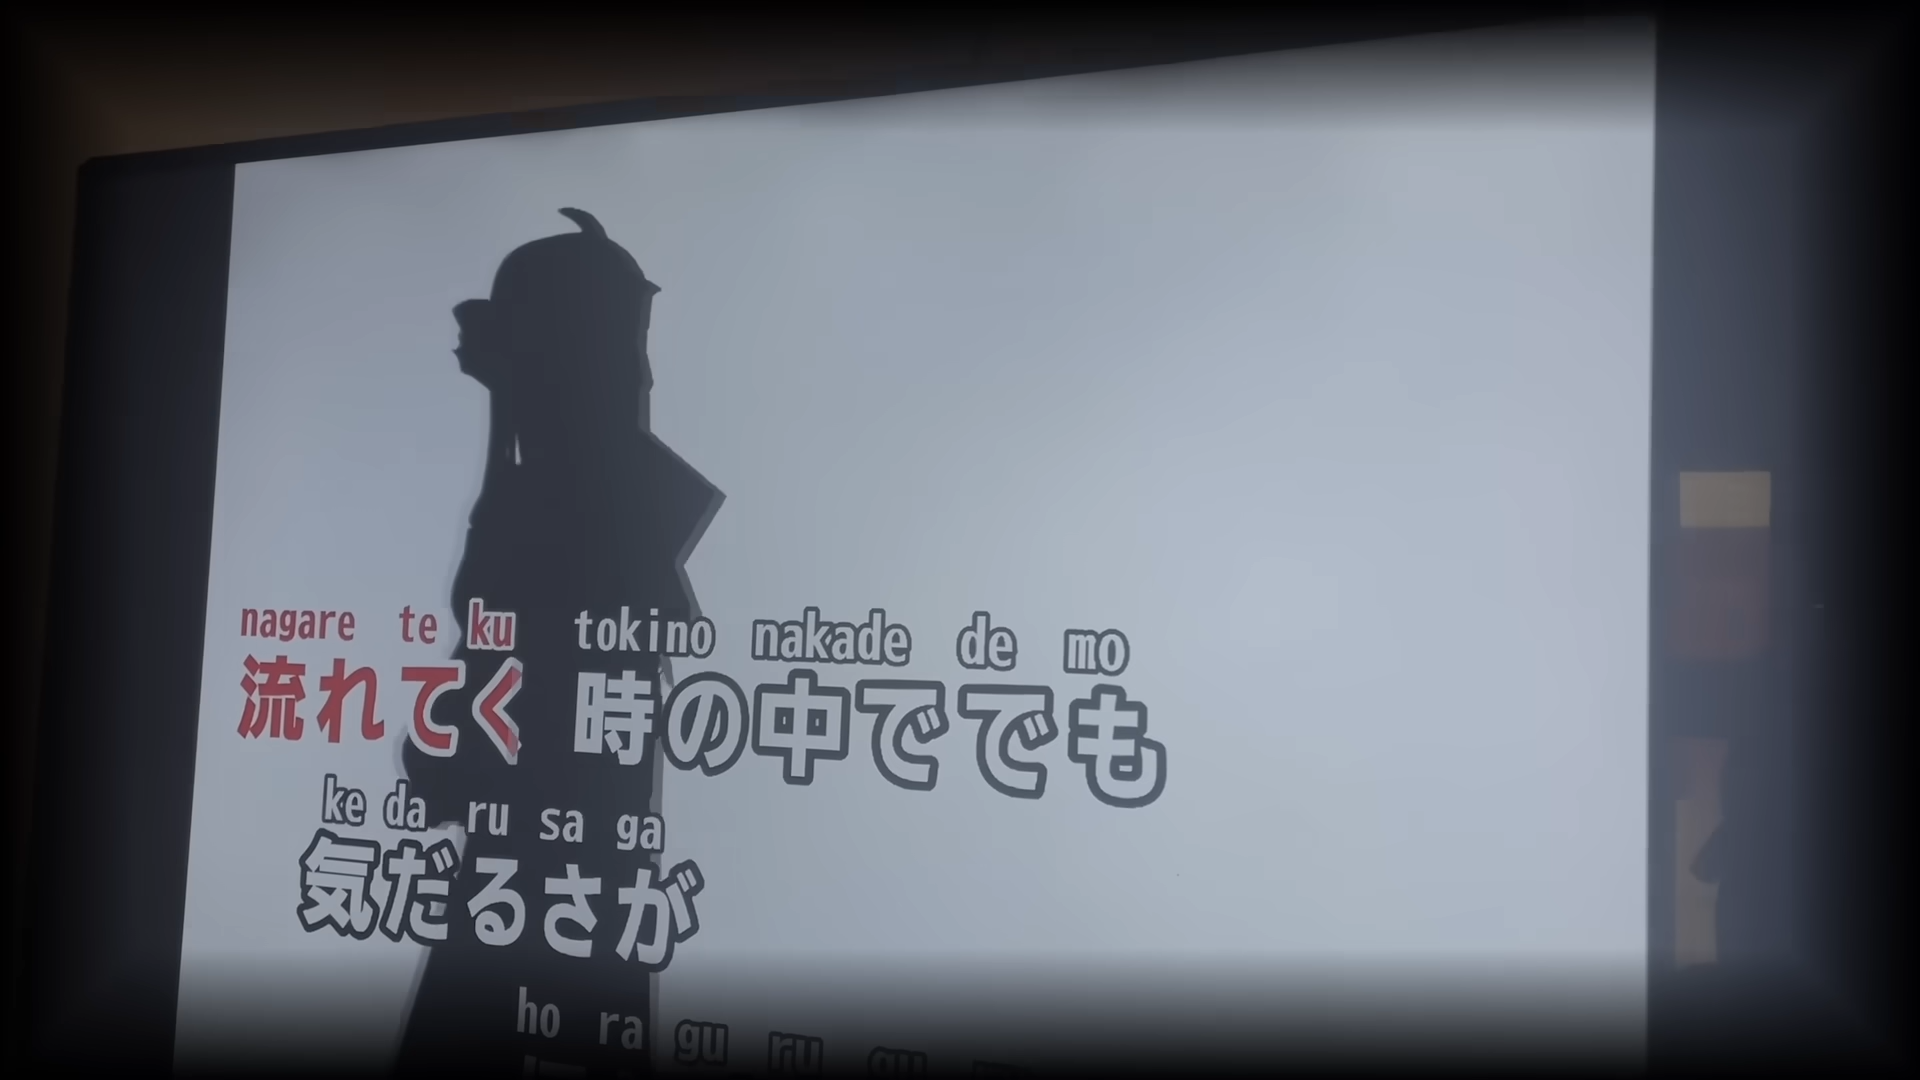 nagare te ku tokino nakade de mo
流れてく 時の中ででも
ke da ru sa ga
気だるさが
ho ra gu ru gu